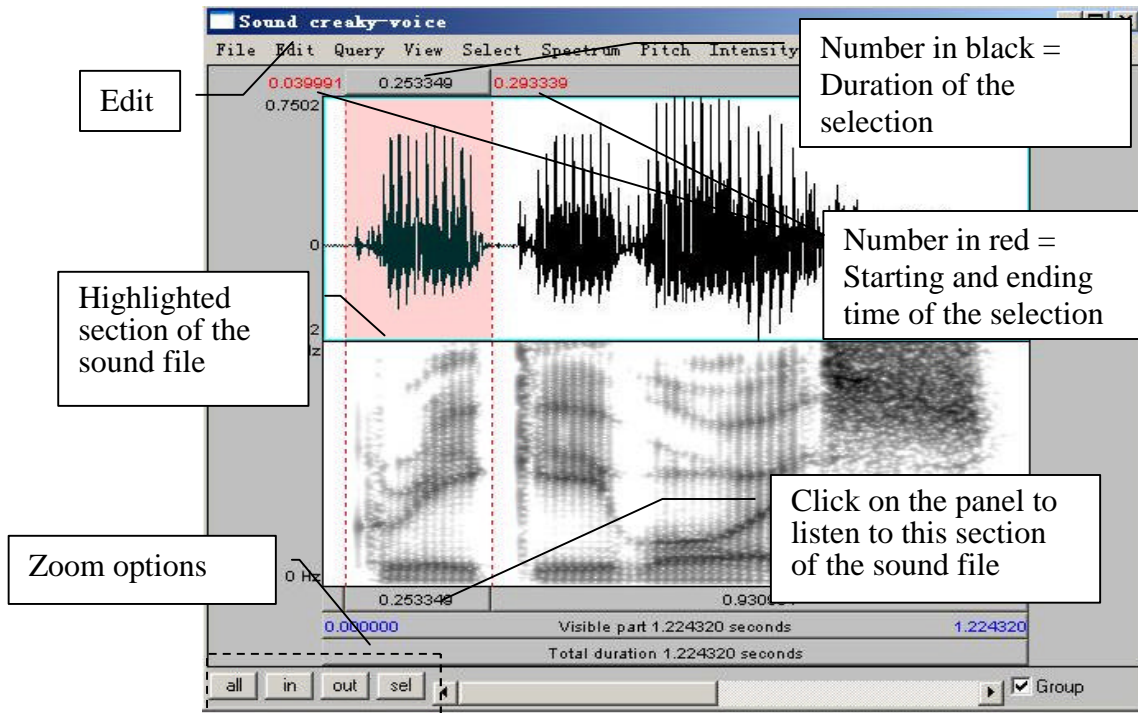 Sound creaky-voice
File Edit Query View Select Spectrum Pitch Intensity
Number in black =
Duration of the
selection
Edit
0.039991 0.253349 0.293339
0.7502
0
Number in red =
Starting and ending
time of the selection
Highlighted
section of the
sound file
Click on the panel to
listen to this section
of the sound file
Zoom options
0 Hz
0.253349
0.000000 Visible part 1.224320 seconds 1.224320
Total duration 1.224320 seconds
all in out sel Group